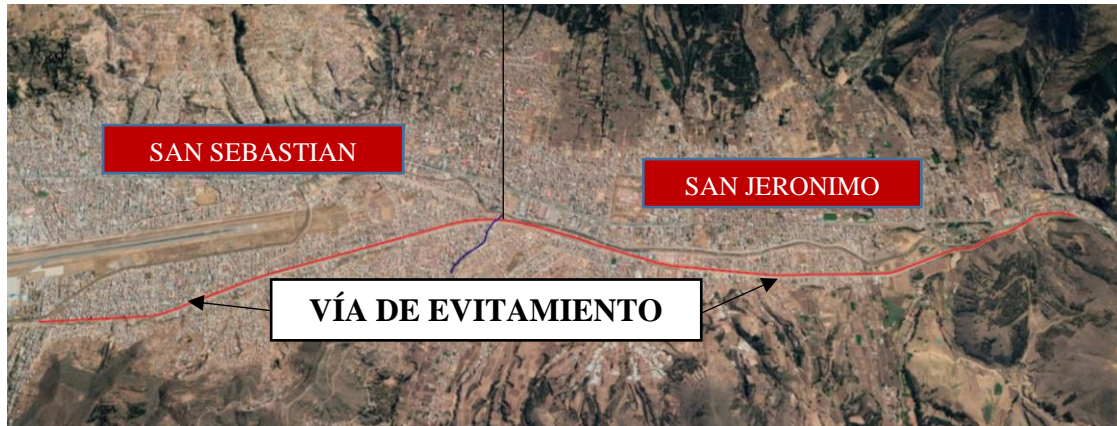 SAN SEBASTIAN
SAN JERONIMO
VÍA DE EVITAMIENTO